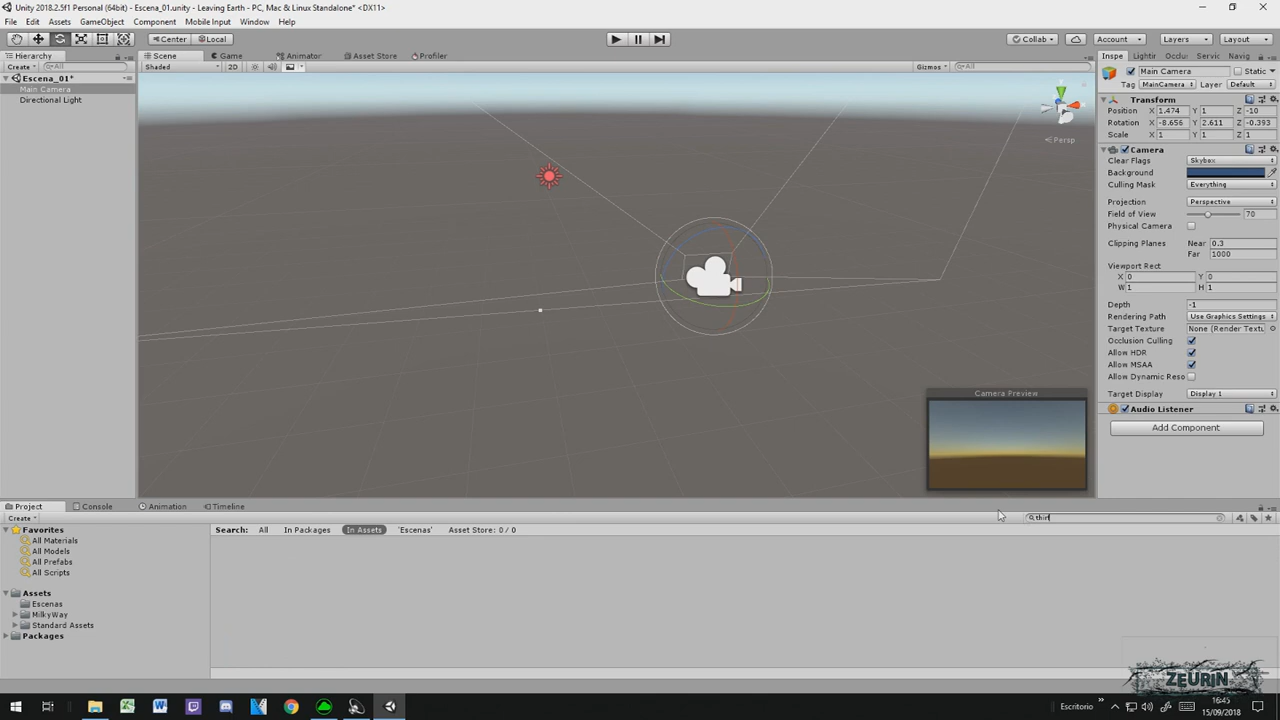 Unity 2018.2.5f1 Personal (64bit) - Escena_01.unity - Leaving Earth - PC, Mac & Linux Standalone* <DX11>
File Edit Assets GameObject Component Mobile Input Window Help
Center Local
Collab Account Layers Layout
Hierarchy
Scene Game Animator Asset Store Profiler
Inspe Lightir Occlu Servic Navig
Create All
Shaded 2D Gizmos All
Escena_01*
Main Camera
Directional Light
Persp
Main Camera Static
Tag MainCamera Layer Default
Transform
Position X 1.474 Y 1 Z -10
Rotation X -8.656 Y 2.611 Z -0.393
Scale X 1 Y 1 Z 1
Camera
Clear Flags Skybox
Background
Culling Mask Everything
Projection Perspective
Field of View 70
Physical Camera
Clipping Planes Near 0.3
Far 1000
Viewport Rect
X 0 Y 0
W 1 H 1
Depth -1
Rendering Path Use Graphics Settings
Target Texture None (Render Textu
Occlusion Culling
Allow HDR
Allow MSAA
Allow Dynamic Reso
Target Display Display 1
Audio Listener
Add Component
Camera Preview
Project Console Animation Timeline
Create
Favorites
All Materials
All Models
All Prefabs
All Scripts
Assets
Escenas
MilkyWay
Standard Assets
Packages
Search: All In Packages In Assets 'Escenas' Asset Store: 0 / 0
ZEURIN
Escritorio
16:45
15/09/2018